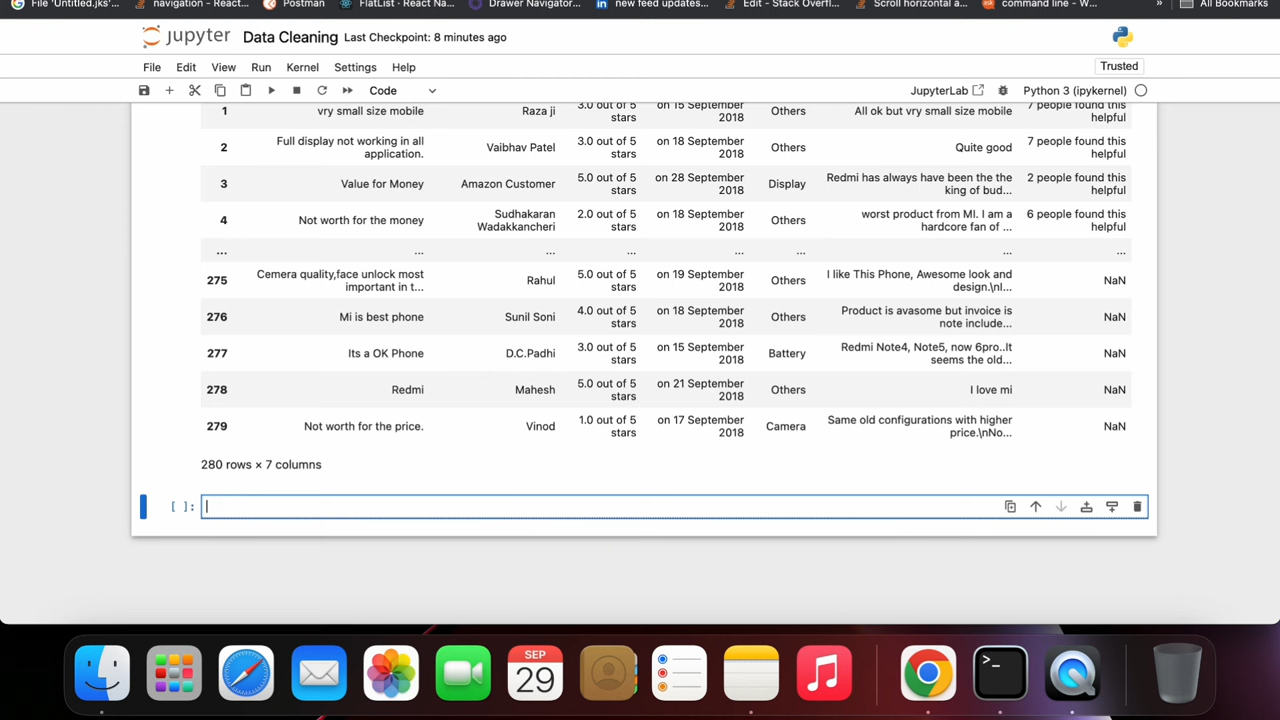 File 'Untitled.jks'...
navigation - React...
Postman
FlatList · React Na...
Drawer Navigator...
new feed updates...
Edit - Stack Overfl...
Scroll horizontal a...
command line - W...
»
All Bookmarks
jupyter Data Cleaning Last Checkpoint: 8 minutes ago
File Edit View Run Kernel Settings Help
Trusted
Code
JupyterLab
Python 3 (ipykernel)
1 vry small size mobile Raza ji 3.0 out of 5 stars on 15 September 2018 Others All ok but vry small size mobile 7 people found this helpful
2 Full display not working in all application. Vaibhav Patel 3.0 out of 5 stars on 18 September 2018 Others Quite good 7 people found this helpful
3 Value for Money Amazon Customer 5.0 out of 5 stars on 28 September 2018 Display Redmi has always have been the the king of bud... 2 people found this helpful
4 Not worth for the money Sudhakaran Wadakkancheri 2.0 out of 5 stars on 18 September 2018 Others worst product from MI. I am a hardcore fan of ... 6 people found this helpful
... ... ... ... ... ... ... ...
275 Cemera quality,face unlock most important in t... Rahul 5.0 out of 5 stars on 19 September 2018 Others I like This Phone, Awesome look and design.\nI... NaN
276 Mi is best phone Sunil Soni 4.0 out of 5 stars on 18 September 2018 Others Product is avasome but invoice is note include... NaN
277 Its a OK Phone D.C.Padhi 3.0 out of 5 stars on 15 September 2018 Battery Redmi Note4, Note5, now 6pro..It seems the old... NaN
278 Redmi Mahesh 5.0 out of 5 stars on 21 September 2018 Others I love mi NaN
279 Not worth for the price. Vinod 1.0 out of 5 stars on 17 September 2018 Camera Same old configurations with higher price.\nNo... NaN
280 rows × 7 columns
[ ]:
SEP
29
>_